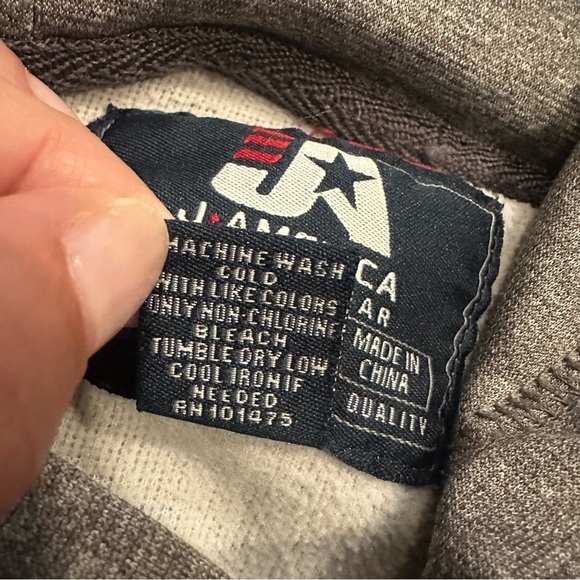 J★AM
CA
AR
MADE IN
CHINA
QUALITY
MACHINE WASH
COLD
WITH LIKE COLORS
ONLY NON-CHLORINE
BLEACH
TUMBLE DRY LOW
COOL IRON IF
NEEDED
RN 101475